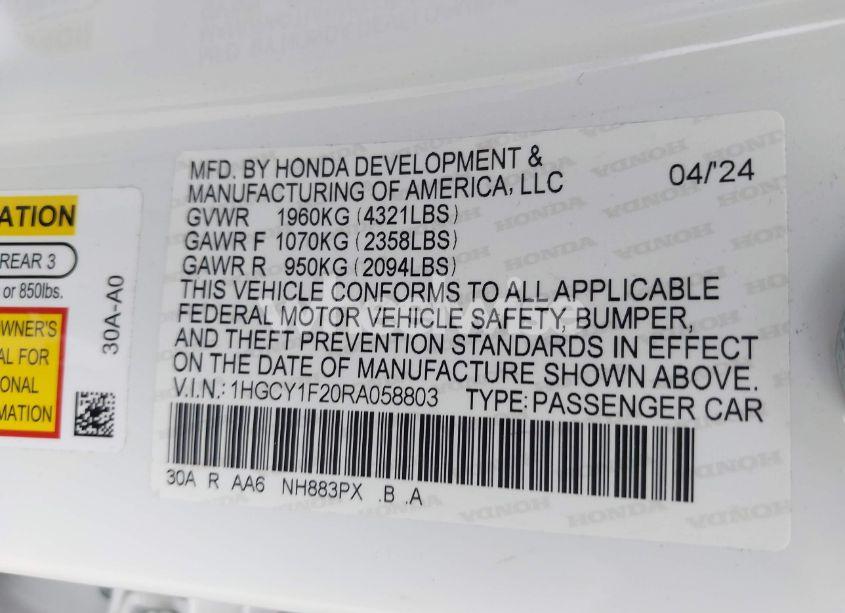 ATION
REAR 3
or 850lbs.
OWNER'S
AL FOR
IONAL
MATION
30A-A0
MFD. BY HONDA DEVELOPMENT &
MANUFACTURING OF AMERICA, LLC 04/'24
GVWR 1960KG (4321LBS)
GAWR F 1070KG (2358LBS)
GAWR R 950KG (2094LBS)
THIS VEHICLE CONFORMS TO ALL APPLICABLE
FEDERAL MOTOR VEHICLE SAFETY, BUMPER,
AND THEFT PREVENTION STANDARDS IN EFFECT
ON THE DATE OF MANUFACTURE SHOWN ABOVE.
V.I.N.: 1HGCY1F20RA058803 TYPE: PASSENGER CAR
30A R AA6 NH883PX .B .A